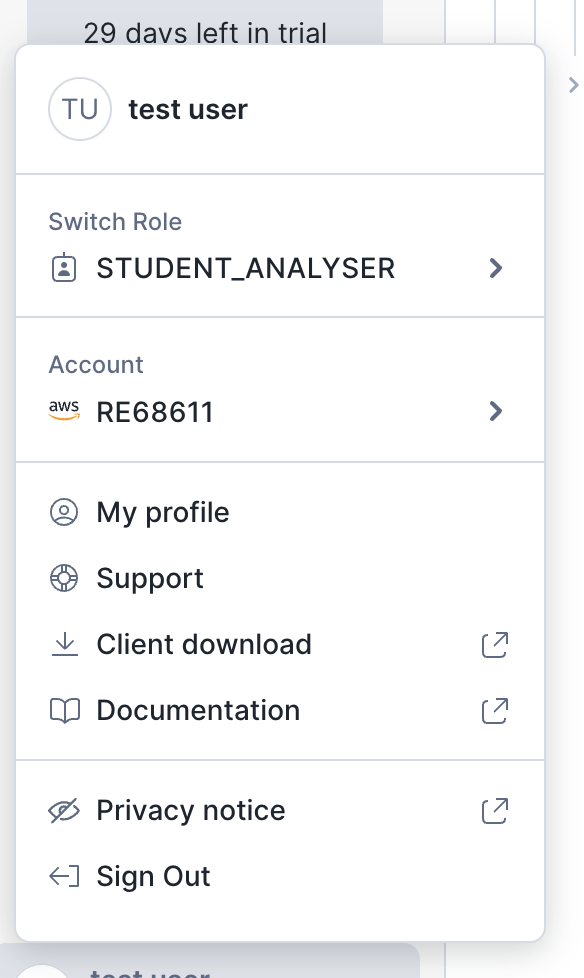 29 days left in trial
TU
test user
Switch Role
STUDENT_ANALYSER
Account
aws
RE68611
My profile
Support
Client download
Documentation
Privacy notice
Sign Out
test user